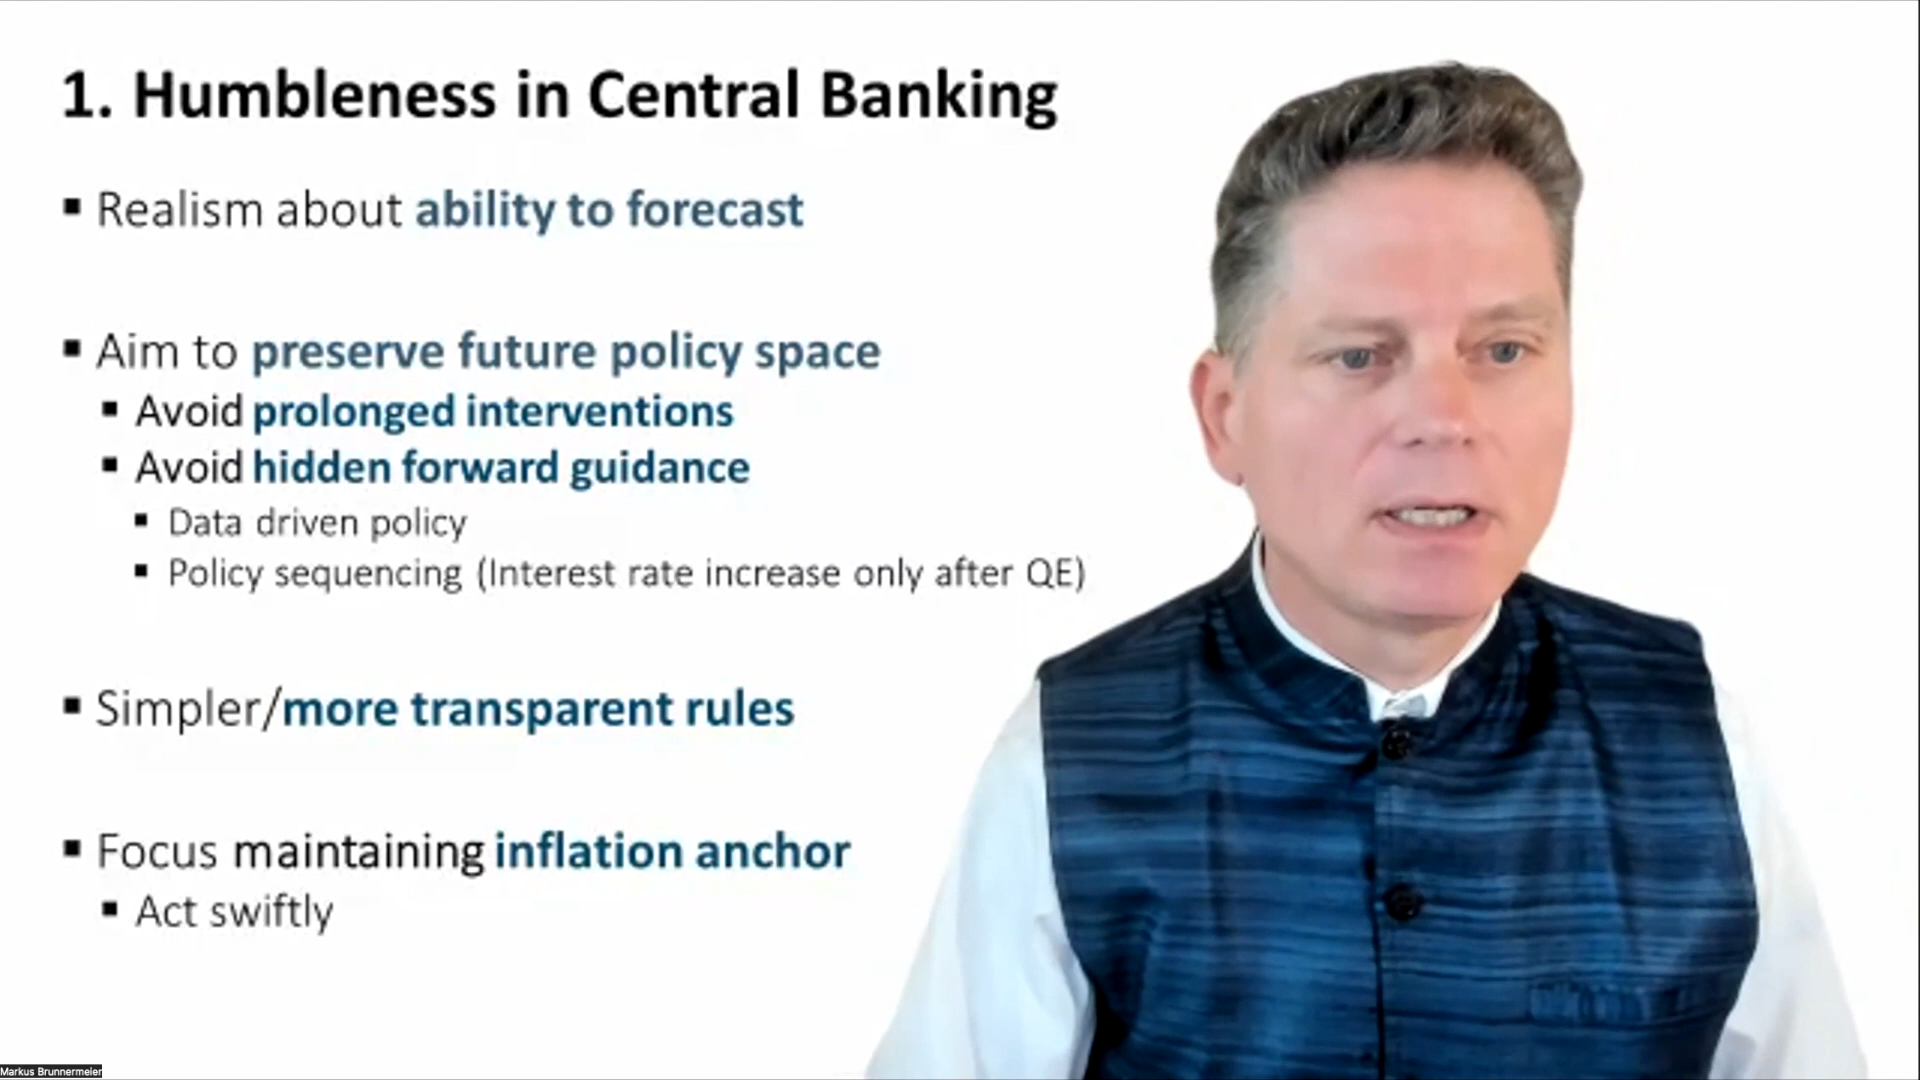 1. Humbleness in Central Banking
▪ Realism about ability to forecast
▪ Aim to preserve future policy space
▪ Avoid prolonged interventions
▪ Avoid hidden forward guidance
▪ Data driven policy
▪ Policy sequencing (Interest rate increase only after QE)
▪ Simpler/more transparent rules
▪ Focus maintaining inflation anchor
▪ Act swiftly
Markus Brunnermeier